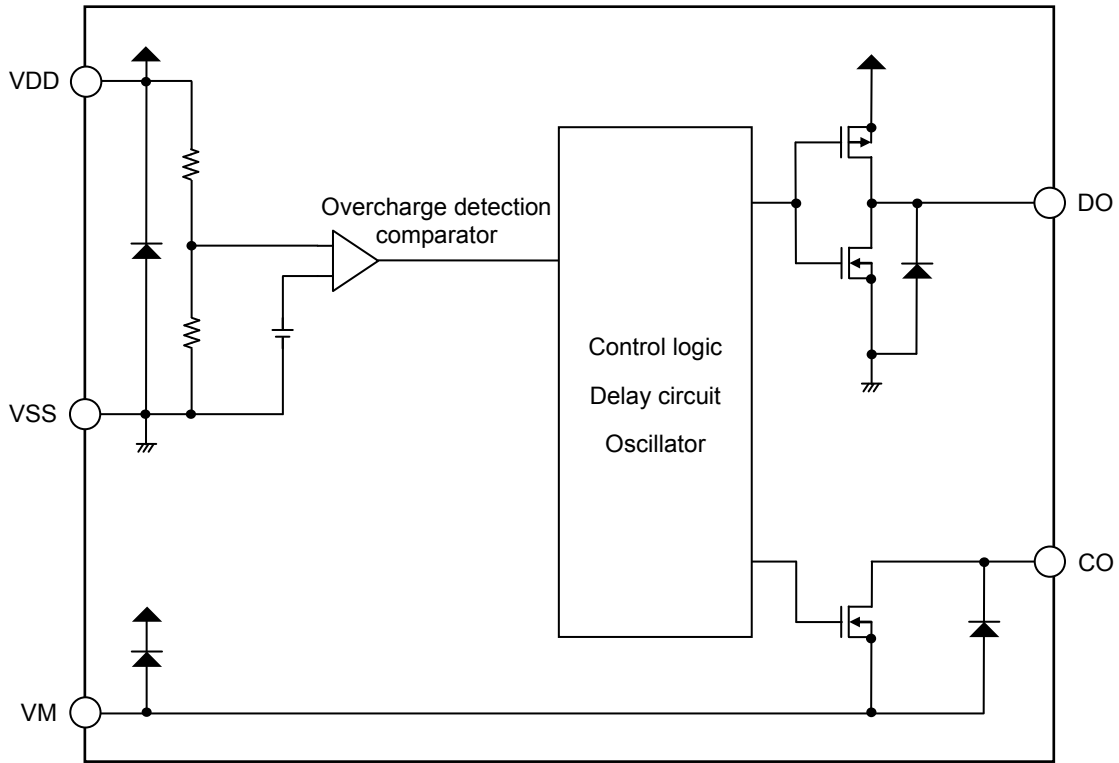 VDD
Overcharge detection
comparator
DO
Control logic
Delay circuit
Oscillator
VSS
CO
VM